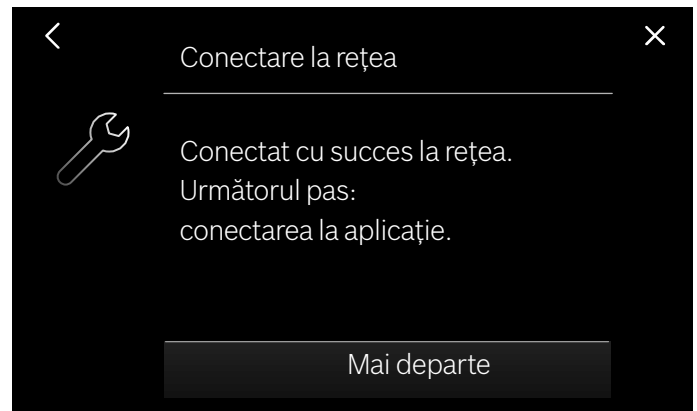 Conectare la rețea
Conectat cu succes la rețea.
Următorul pas:
conectarea la aplicație.
Mai departe